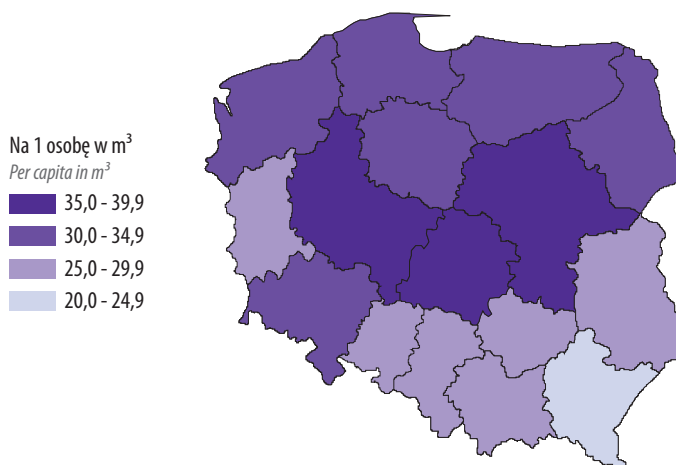 Na 1 osobę w m³
Per capita in m³
35,0 - 39,9
30,0 - 34,9
25,0 - 29,9
20,0 - 24,9